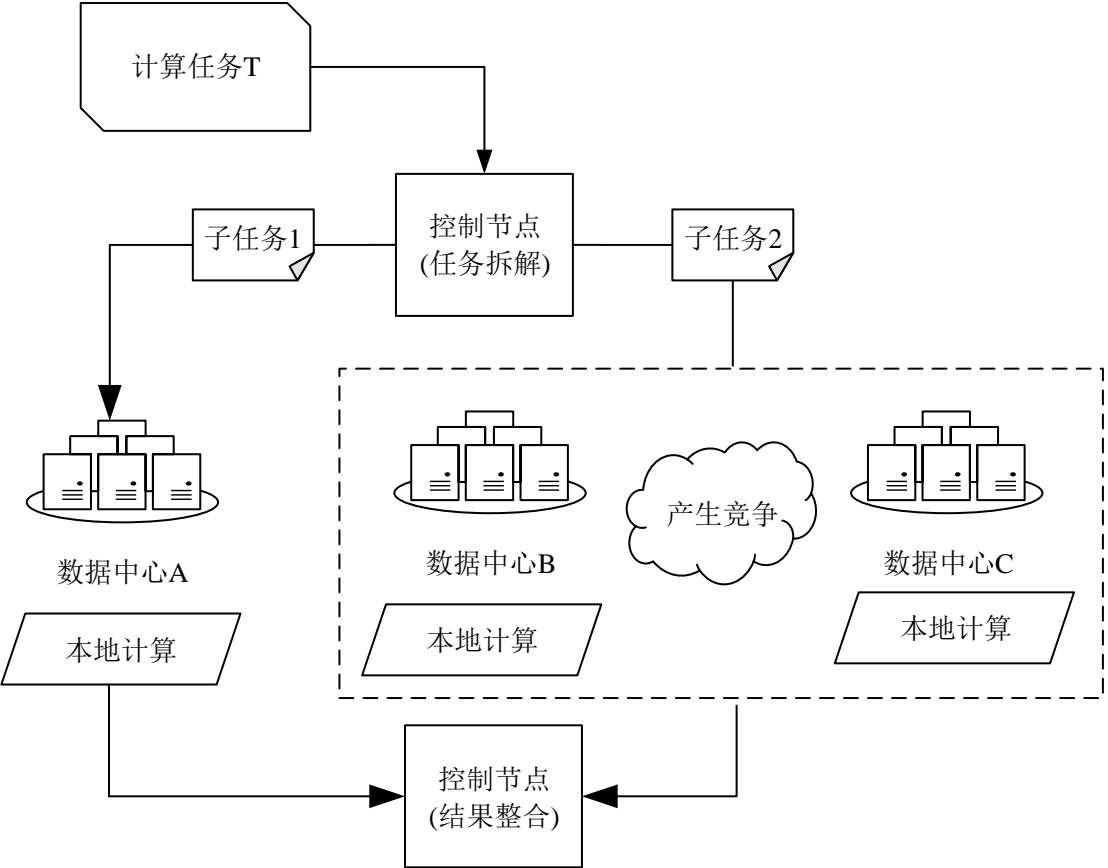 计算任务T
控制节点
(任务拆解)
子任务1
子任务2
产生竞争
数据中心A
数据中心B
数据中心C
本地计算
本地计算
本地计算
控制节点
(结果整合)